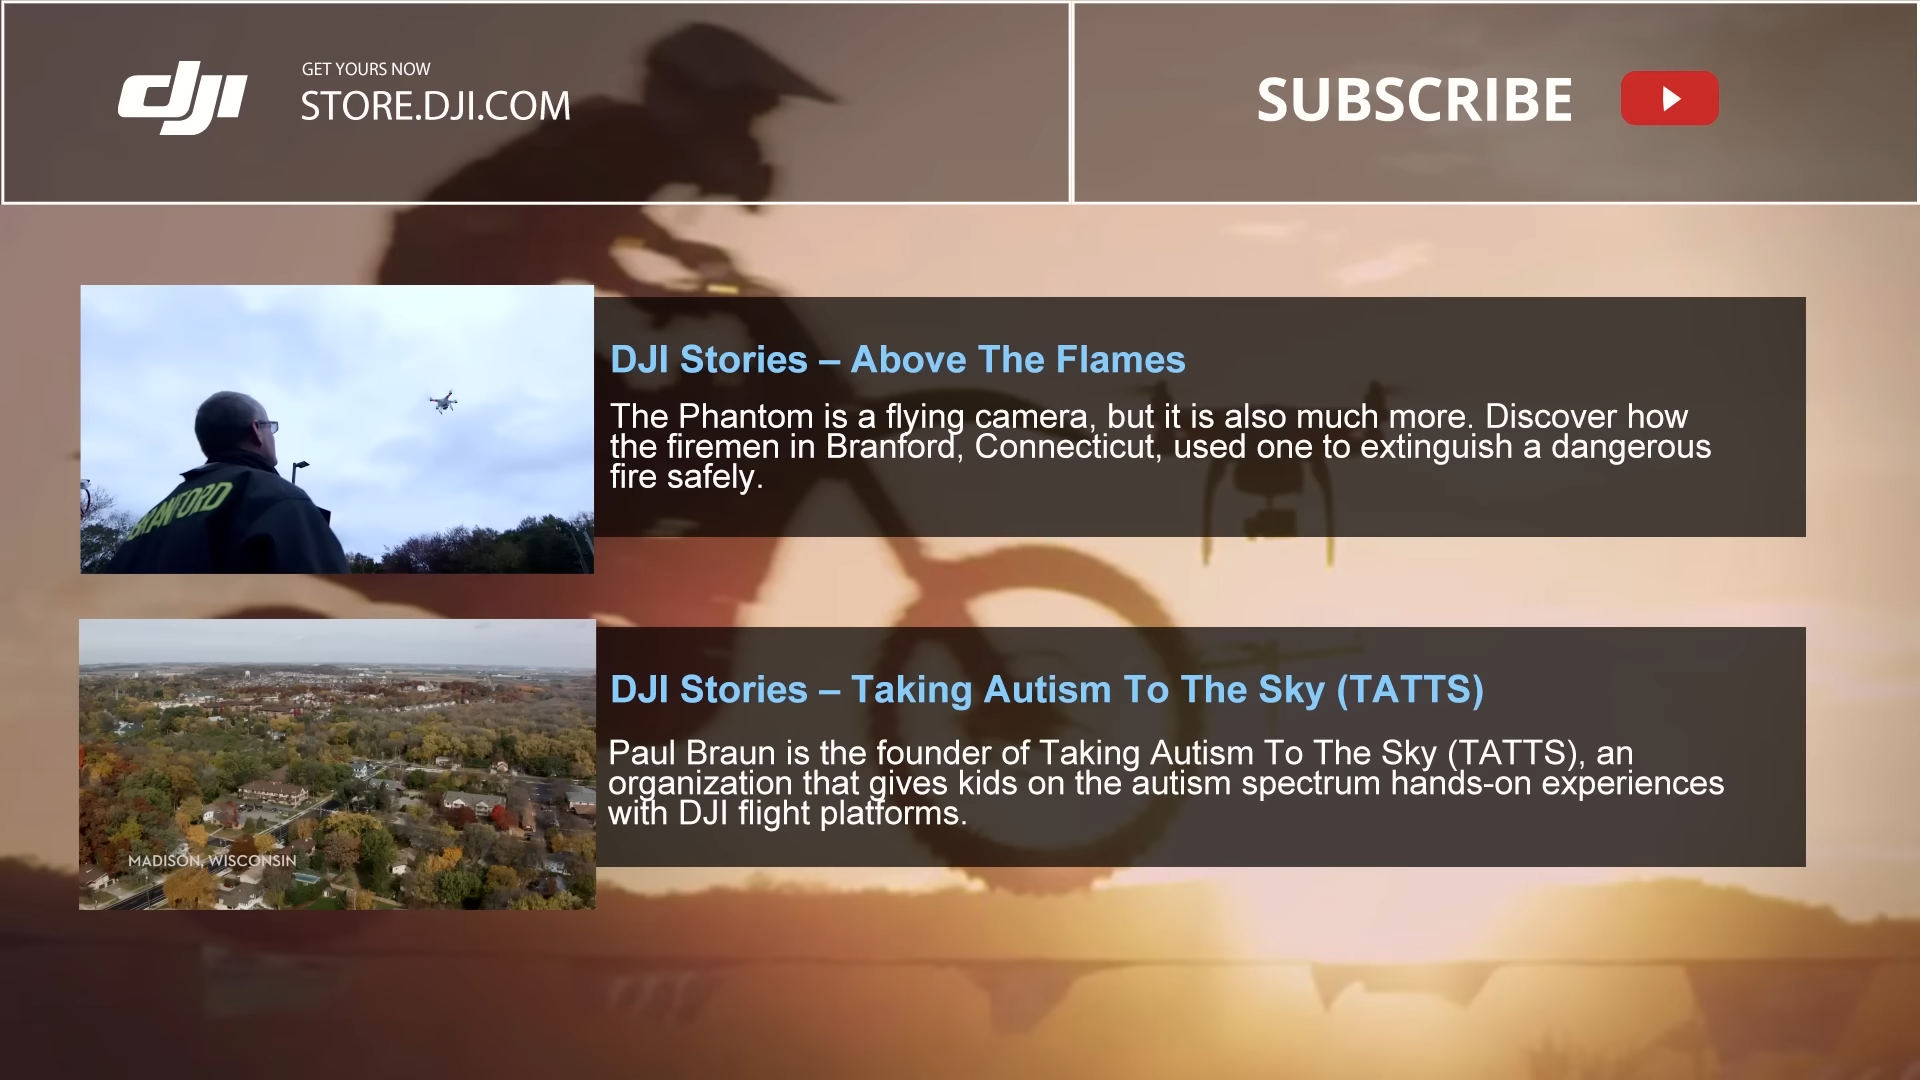 dji
GET YOURS NOW
STORE.DJI.COM
SUBSCRIBE
DJI Stories – Above The Flames
The Phantom is a flying camera, but it is also much more. Discover how
the firemen in Branford, Connecticut, used one to extinguish a dangerous
fire safely.
BRANFORD
DJI Stories – Taking Autism To The Sky (TATTS)
Paul Braun is the founder of Taking Autism To The Sky (TATTS), an
organization that gives kids on the autism spectrum hands-on experiences
with DJI flight platforms.
MADISON, WISCONSIN